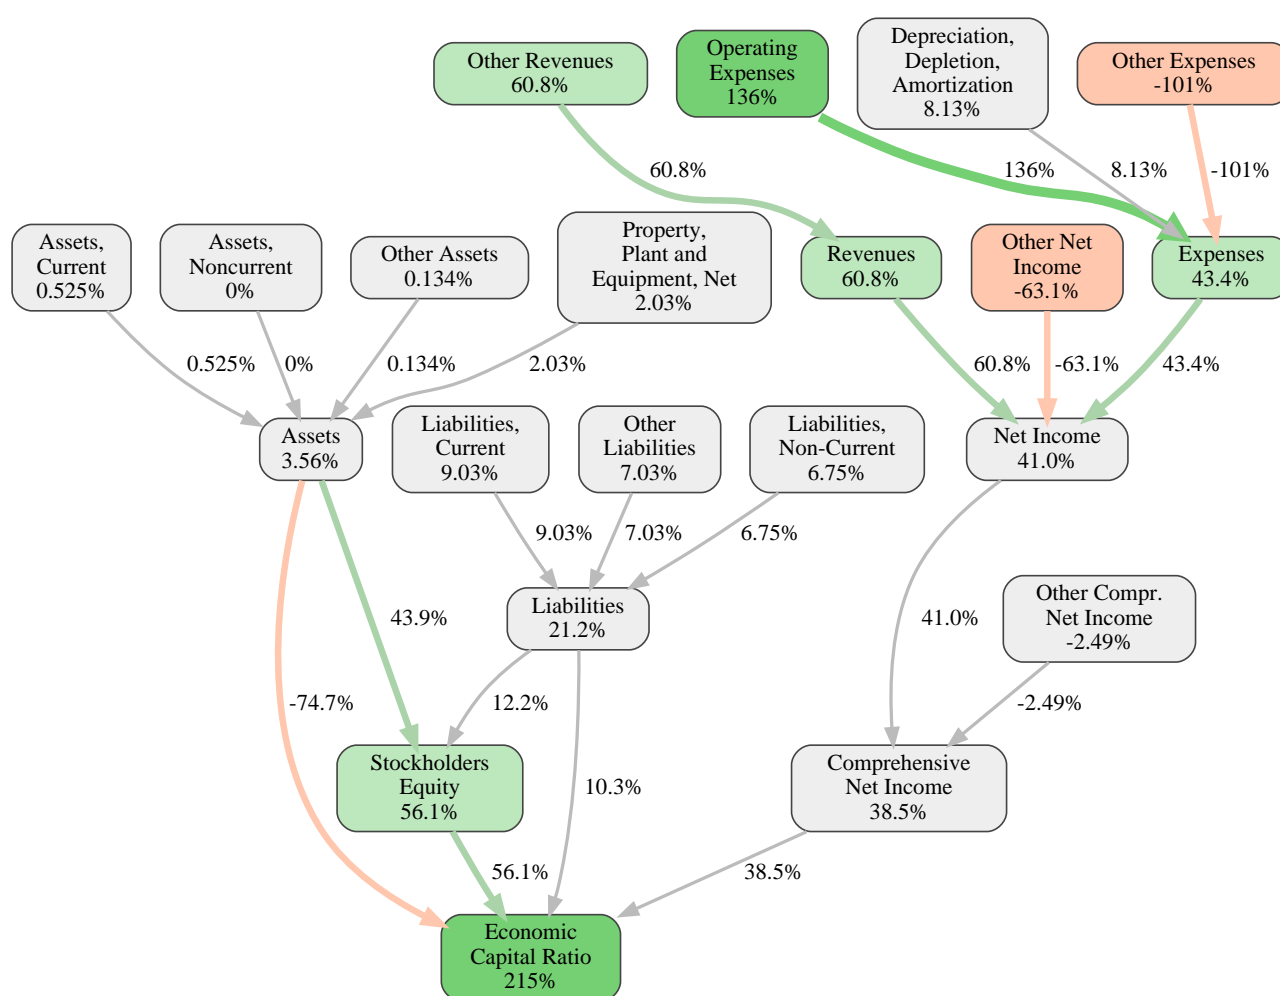 Other Revenues
60.8%
Operating
Expenses
136%
Depreciation,
Depletion,
Amortization
8.13%
Other Expenses
-101%
60.8%
136%
8.13%
-101%
Assets,
Current
0.525%
Assets,
Noncurrent
0%
Other Assets
0.134%
Property,
Plant and
Equipment, Net
2.03%
Revenues
60.8%
Other Net
Income
-63.1%
Expenses
43.4%
0.525%
0%
0.134%
2.03%
60.8%
-63.1%
43.4%
Assets
3.56%
Liabilities,
Current
9.03%
Other
Liabilities
7.03%
Liabilities,
Non-Current
6.75%
Net Income
41.0%
9.03%
7.03%
6.75%
Liabilities
21.2%
Other Compr.
Net Income
-2.49%
43.9%
41.0%
-74.7%
12.2%
-2.49%
Stockholders
Equity
56.1%
10.3%
Comprehensive
Net Income
38.5%
56.1%
38.5%
Economic
Capital Ratio
215%